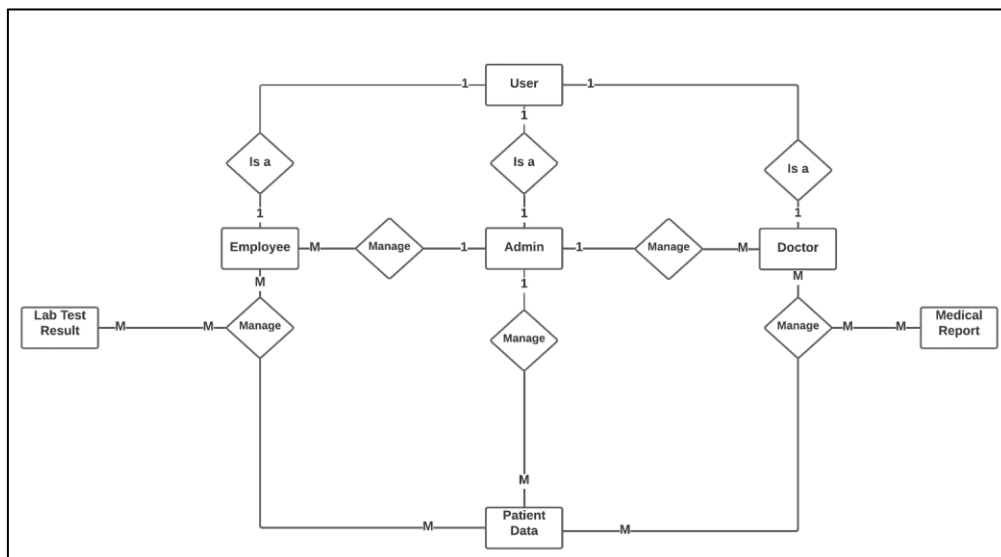 User
1
1
1
Is a
Is a
Is a
1
1
1
Employee
M
Manage
1
Admin
1
Manage
M
Doctor
M
1
M
Lab Test
Result
M
M
Manage
Manage
Manage
M
M
Medical
Report
M
M
Patient
Data
M